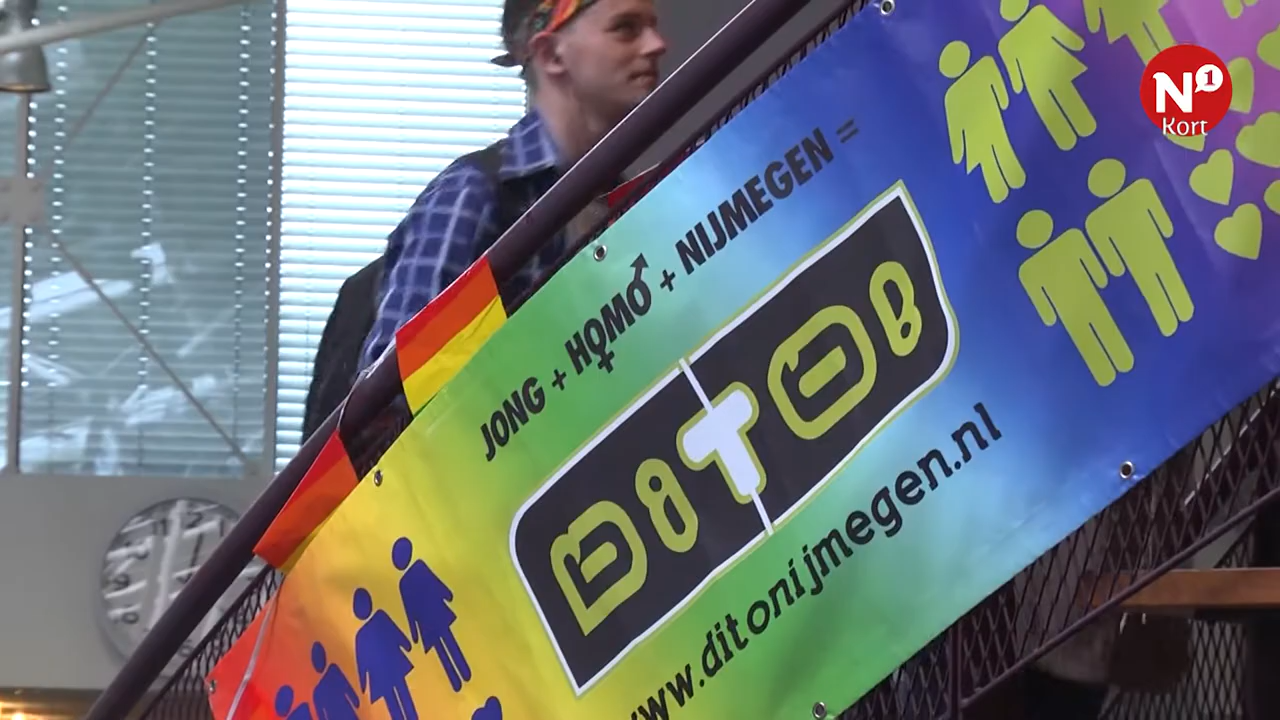 N1
Kort
JONG + HOMO + NIJMEGEN =
DITO!
www.ditonijmegen.nl